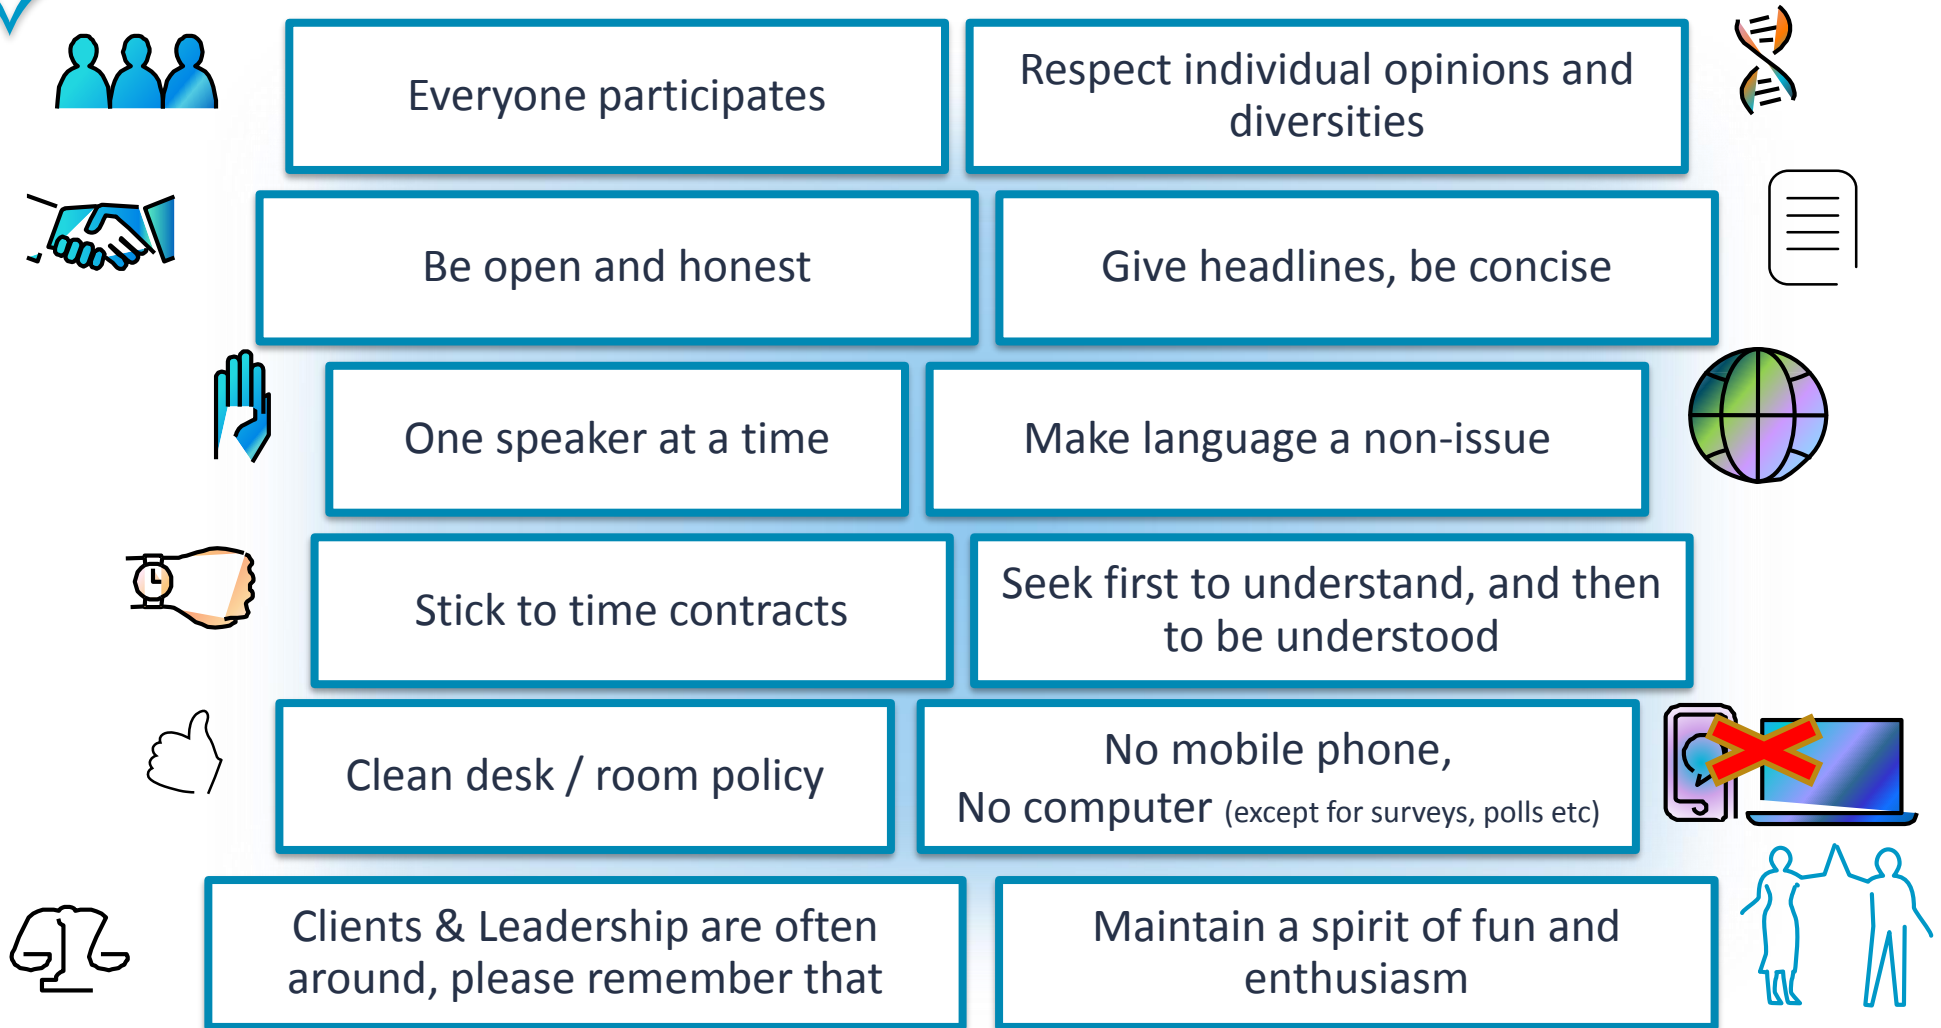 Everyone participates
Respect individual opinions and
diversities
Be open and honest
Give headlines, be concise
One speaker at a time
Make language a non-issue
Stick to time contracts
Seek first to understand, and then
to be understood
Clean desk / room policy
No mobile phone,
No computer (except for surveys, polls etc)
Clients & Leadership are often
around, please remember that
Maintain a spirit of fun and
enthusiasm